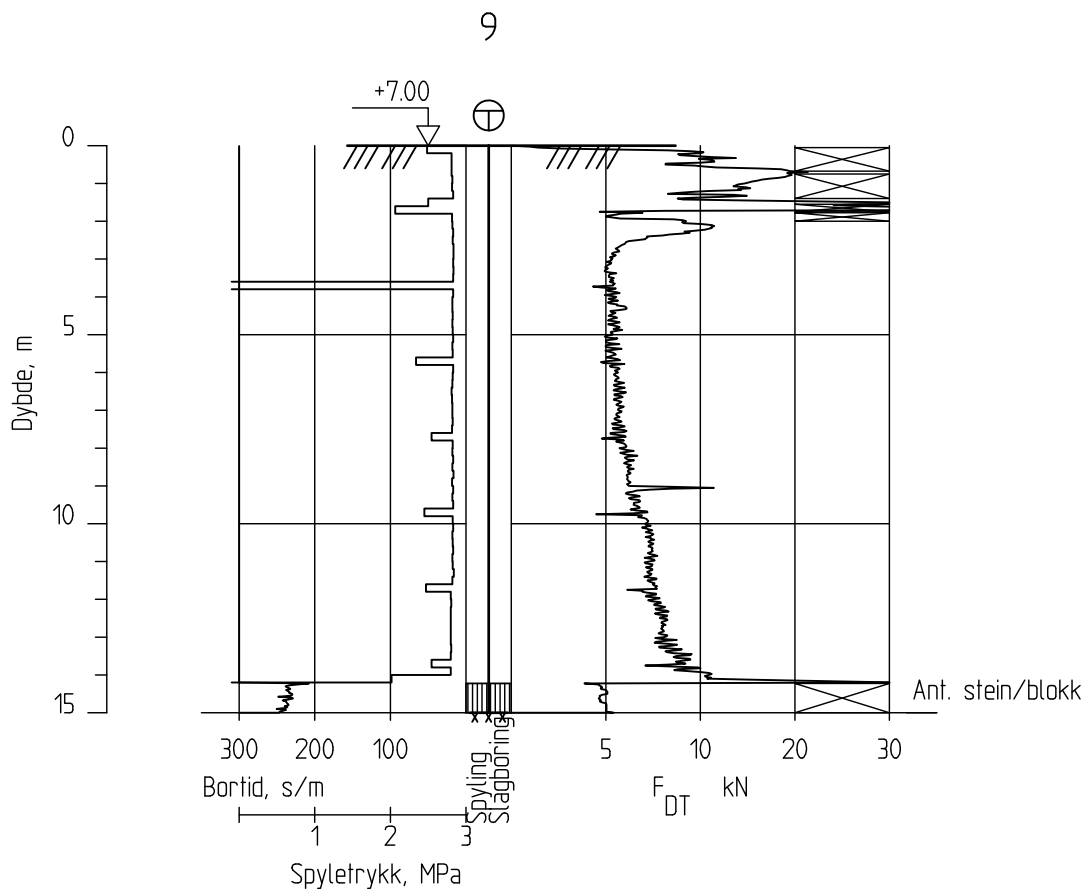 9
+7.00
0
5
10
15
Dybde, m
Ant. stein/blokk
300 200 100
5 10 20 30
Bortid, s/m
Spyling
Slagboring
F DT kN
1 2 3
Spyletrykk, MPa